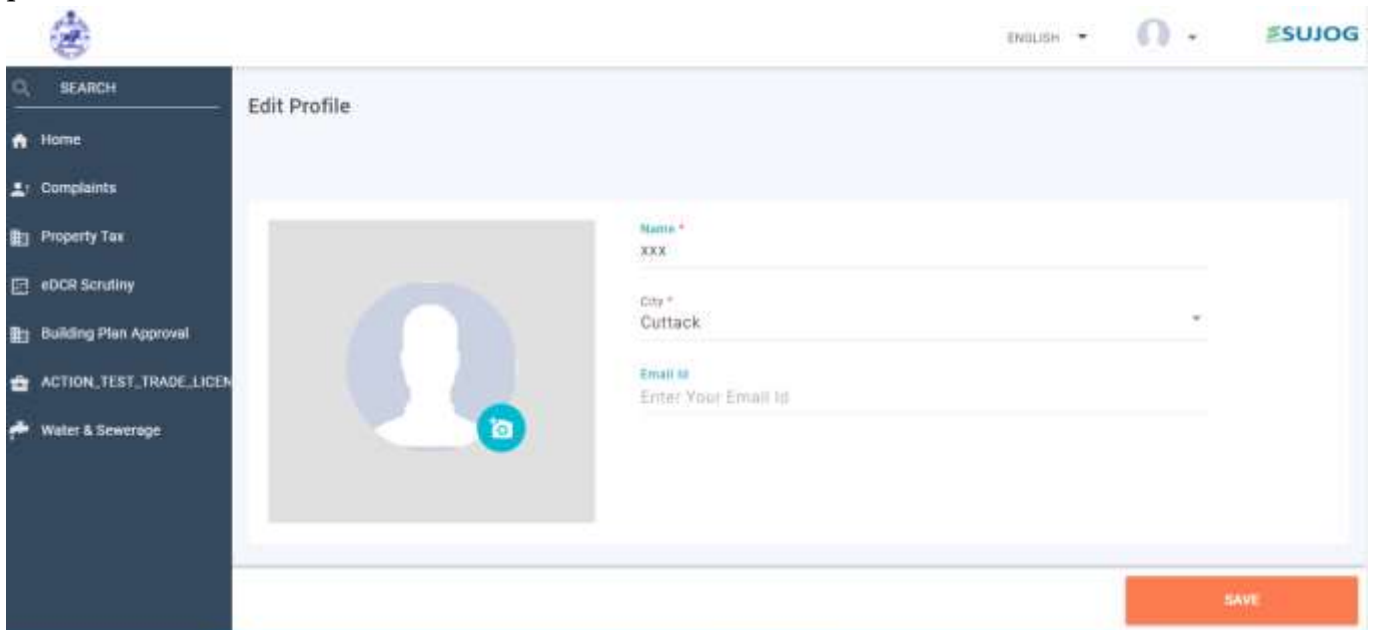 ENGLISH
SUJOG
SEARCH
Edit Profile
Home
Complaints
Property Tax
eDCR Scrutiny
Building Plan Approval
ACTION_TEST_TRADE_LICEN
Water & Sewerage
Name *
xxx
City *
Cuttack
Email Id
Enter Your Email Id
SAVE